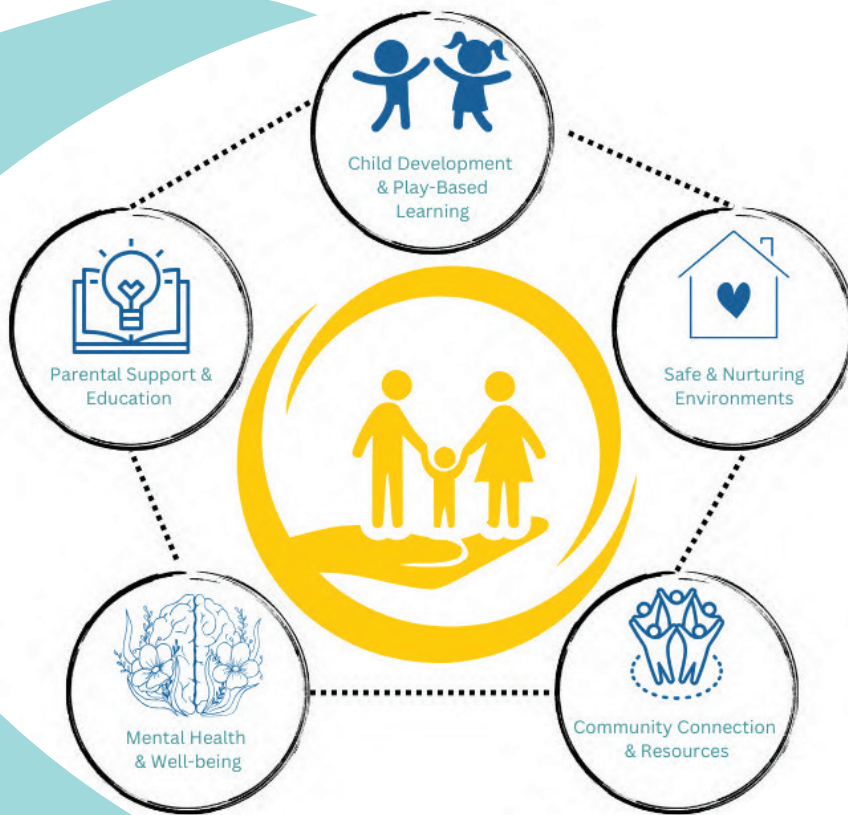 Child Development
& Play-Based
Learning
Parental Support &
Education
Safe & Nurturing
Environments
Mental Health
& Well-being
Community Connection
& Resources